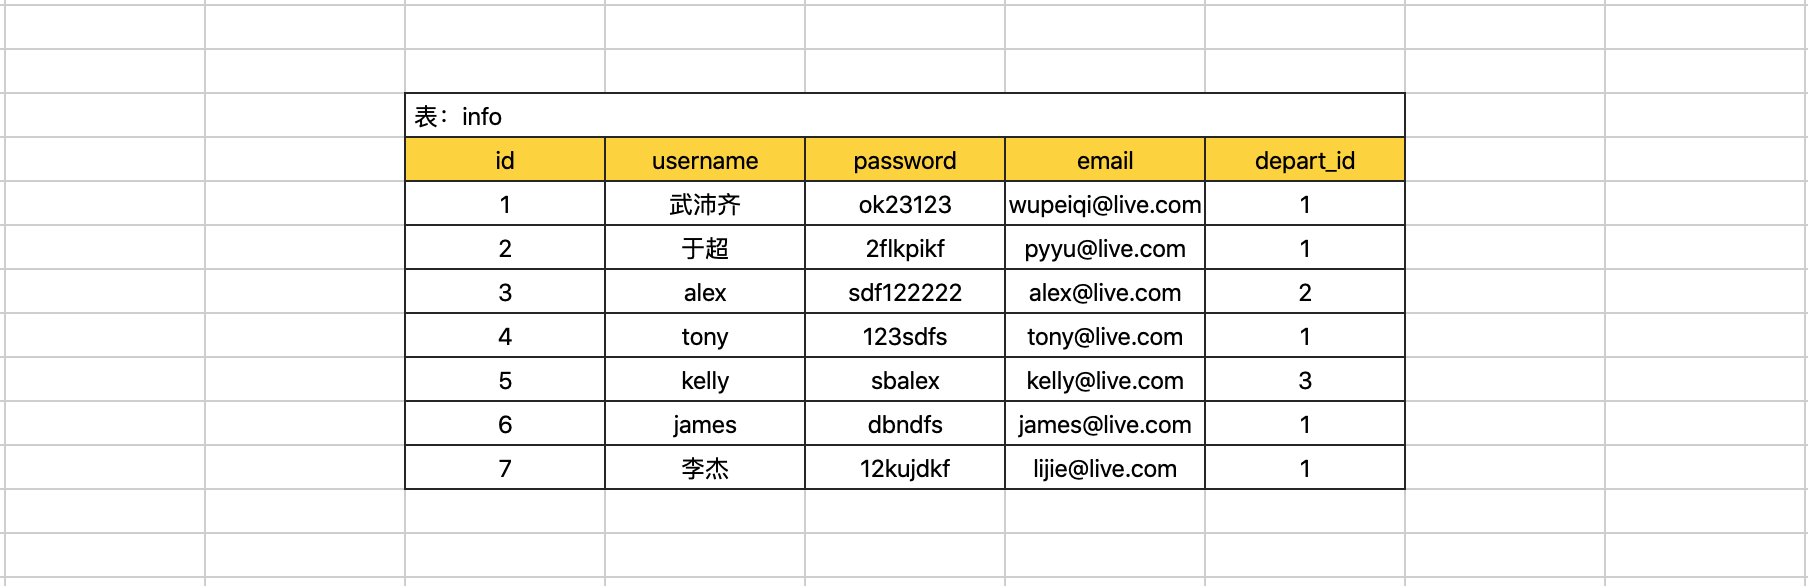 表：info
id username password email depart_id
1 武沛齐 ok23123 wupeiqi@live.com 1
2 于超 2flkpikf pyyu@live.com 1
3 alex sdf122222 alex@live.com 2
4 tony 123sdfs tony@live.com 1
5 kelly sbalex kelly@live.com 3
6 james dbndfs james@live.com 1
7 李杰 12kujdkf lijie@live.com 1